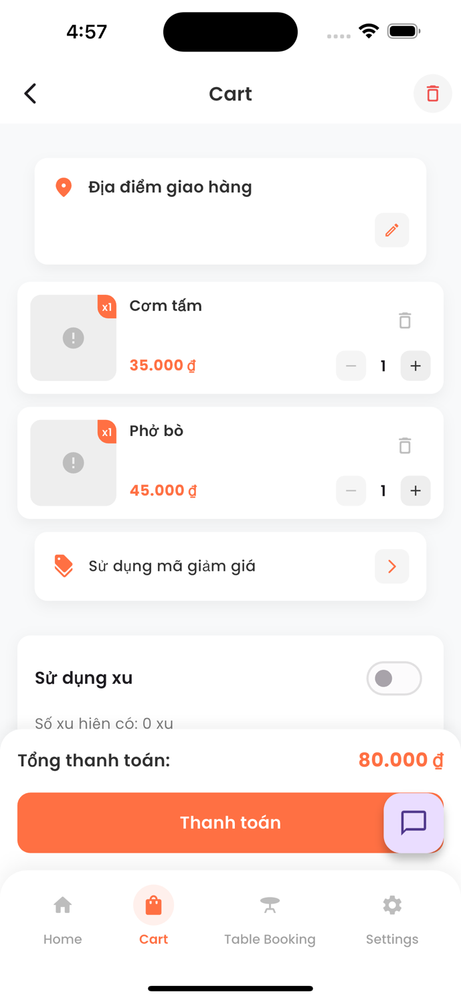 4:57
Cart
Địa điểm giao hàng
x1
Cơm tấm
35.000 ₫
1
x1
Phở bò
45.000 ₫
1
Sử dụng mã giảm giá
Sử dụng xu
Số xu hiện có: 0 xu
Tổng thanh toán:
80.000 ₫
Thanh toán
Home
Cart
Table Booking
Settings